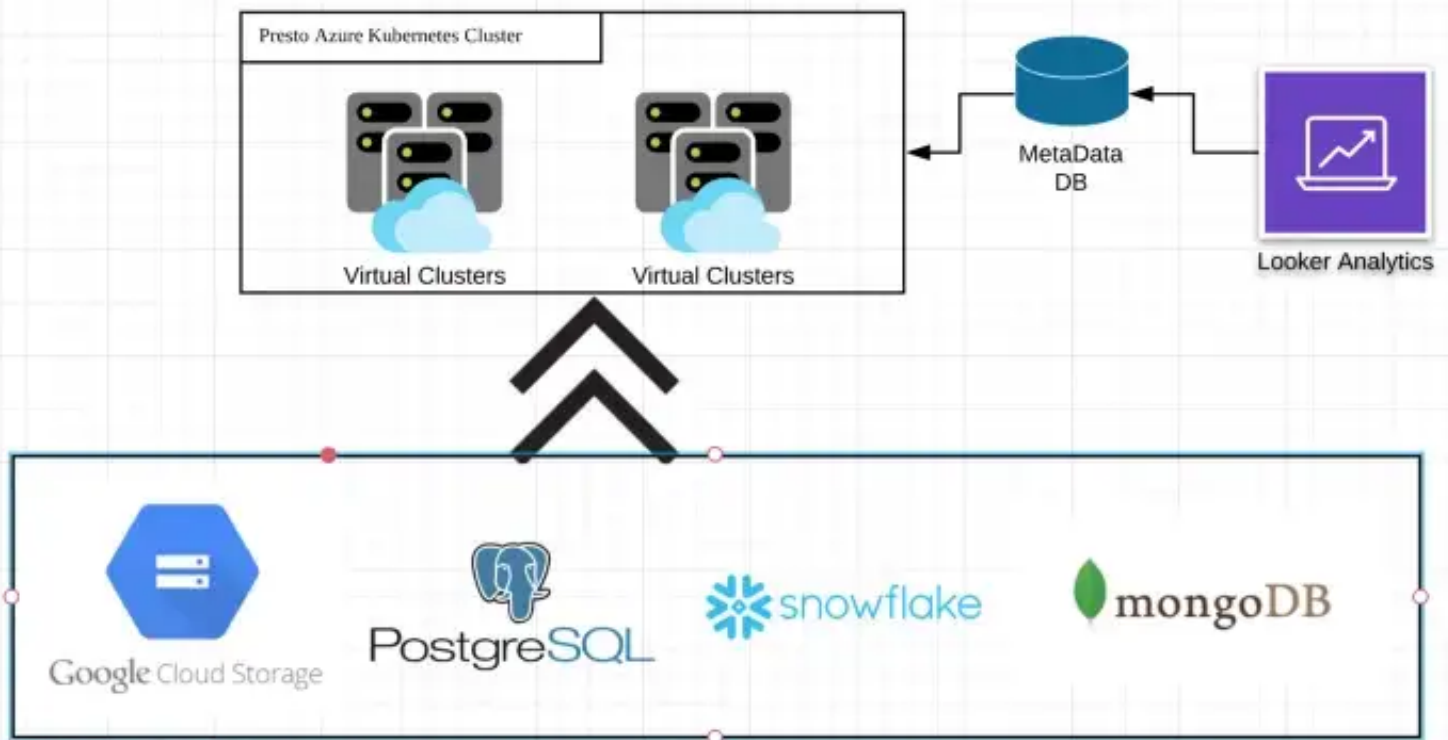 Presto Azure Kubernetes Cluster
Virtual Clusters
Virtual Clusters
MetaData
DB
Looker Analytics
Google Cloud Storage
PostgreSQL
snowflake
mongoDB